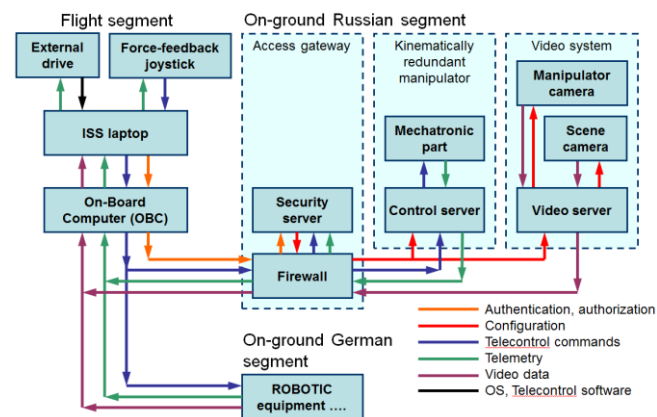 Flight segment
On-ground Russian segment
External
drive
Force-feedback
joystick
Access gateway
Kinematically
redundant
manipulator
Video system
Manipulator
camera
ISS laptop
Mechatronic
part
Scene
camera
On-Board
Computer (OBC)
Security
server
Control server
Video server
Firewall
Authentication, authorization
Configuration
Telecontrol commands
Telemetry
Video data
OS, Telecontrol software
On-ground German
segment
ROBOTIC
equipment ....